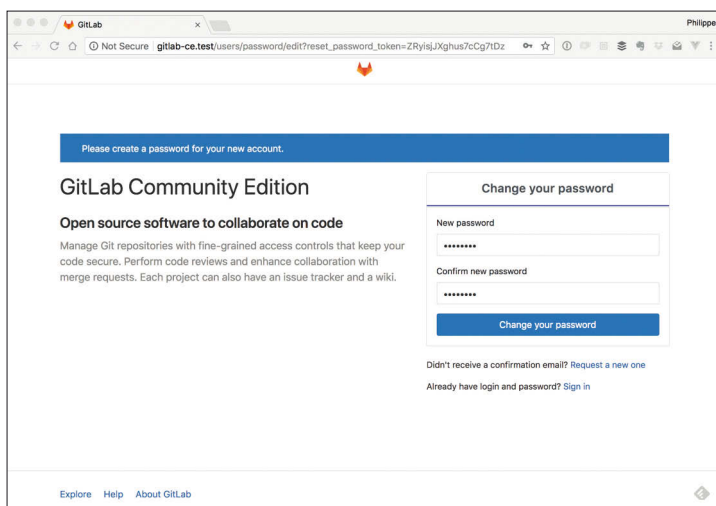 GitLab
Philippe
Not Secure gitlab-ce.test/users/password/edit?reset_password_token=ZRyisjJXghus7cCg7tDz
Please create a password for your new account.
GitLab Community Edition
Open source software to collaborate on code
Manage Git repositories with fine-grained access controls that keep your
code secure. Perform code reviews and enhance collaboration with
merge requests. Each project can also have an issue tracker and a wiki.
Change your password
New password
••••••••
Confirm new password
••••••••
Change your password
Didn't receive a confirmation email? Request a new one
Already have login and password? Sign in
Explore Help About GitLab